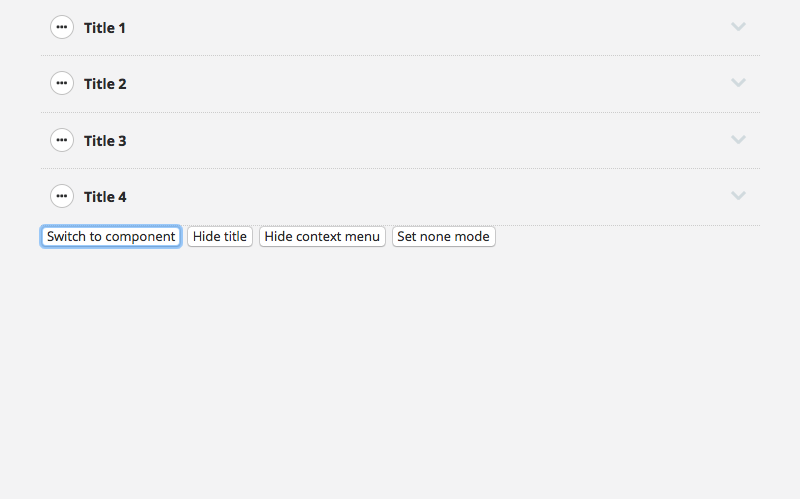 Title 1
Title 2
Title 3
Title 4
Switch to component Hide title Hide context menu Set none mode